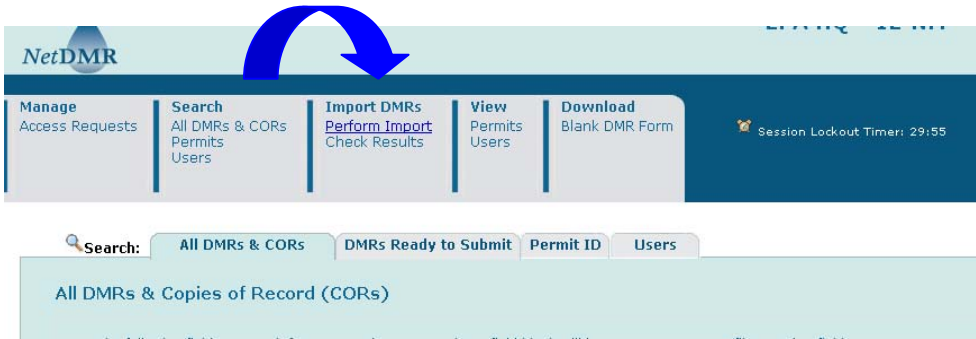 NetDMR
Manage
Access Requests
Search
All DMRs & CORs
Permits
Users
Import DMRs
Perform Import
Check Results
View
Permits
Users
Download
Blank DMR Form
Session Lockout Timer: 29:55
Search: All DMRs & CORs DMRs Ready to Submit Permit ID Users
All DMRs & Copies of Record (CORs)